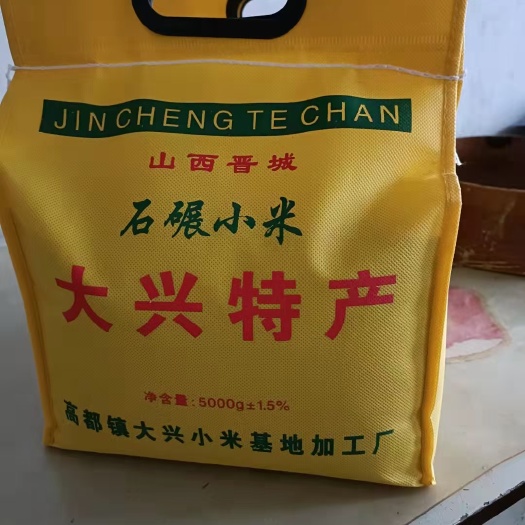 JIN CHENG TE CHAN
山西晋城
石碾小米
大兴特产
净含量:5000g±1.5%
高都镇大兴小米基地加工厂